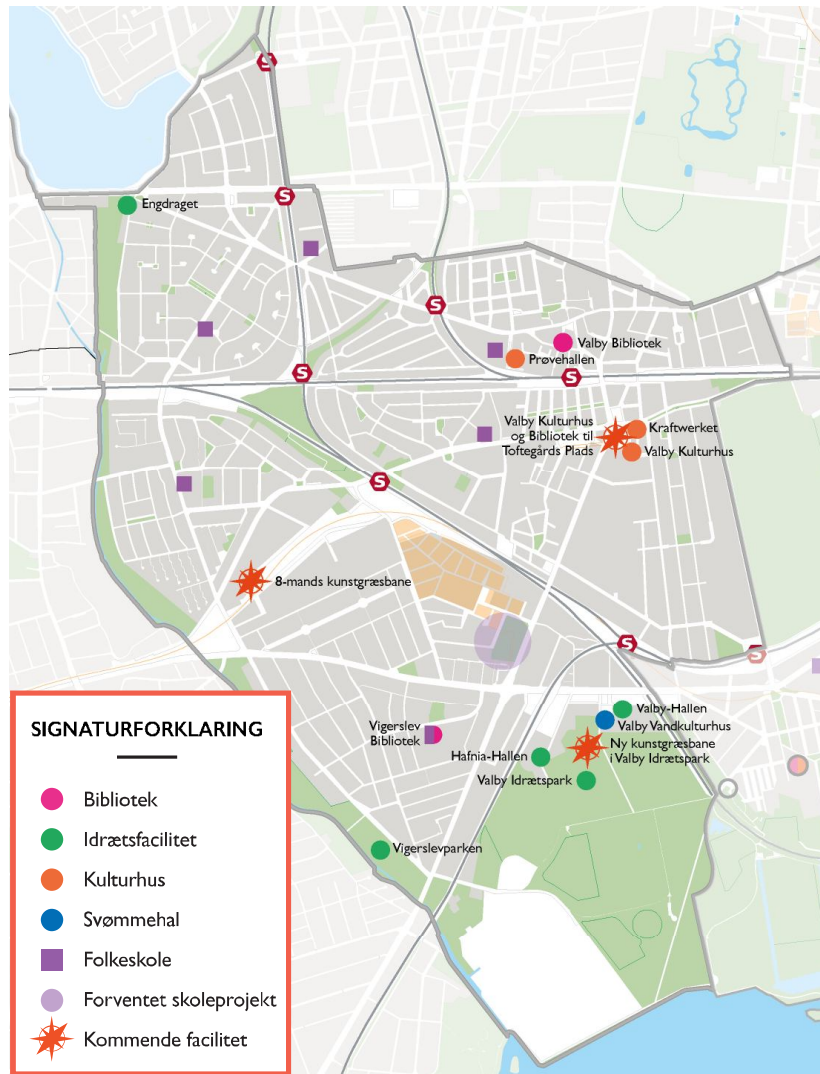 S
S
Engdraget
S
Valby Bibliotek
Prøvehallen
S
S
Valby Kulturhus
og Bibliotek til
Toftegårds Plads
Kraftwerket
Valby Kulturhus
S
8-mands kunstgræsbane
S
S
SIGNATURFORKLARING
Bibliotek
Idrætsfacilitet
Kulturhus
Svømmehal
Folkeskole
Forventet skoleprojekt
Kommende facilitet
Vigerslev
Bibliotek
Valby-Hallen
Valby Vandkulturhus
Ny kunstgræsbane
i Valby Idrætspark
Hafnia-Hallen
Valby Idrætspark
Vigerslevparken